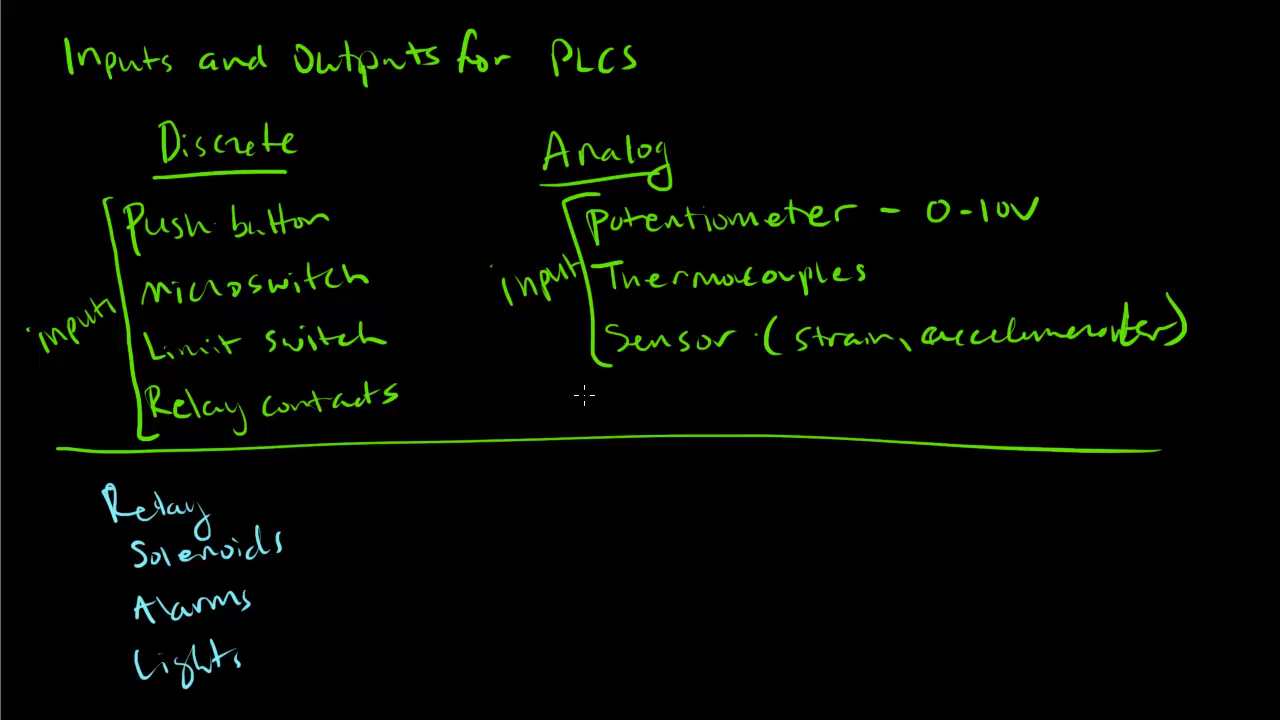 Inputs and Outputs for PLCS
Discrete
Push button
Microswitch
Limit switch
Relay contacts
inputs
Analog
Potentiometer - 0-10V
Thermocouples
Sensor (strain, accelerometer)
input
Relay
Solenoids
Alarms
Lights